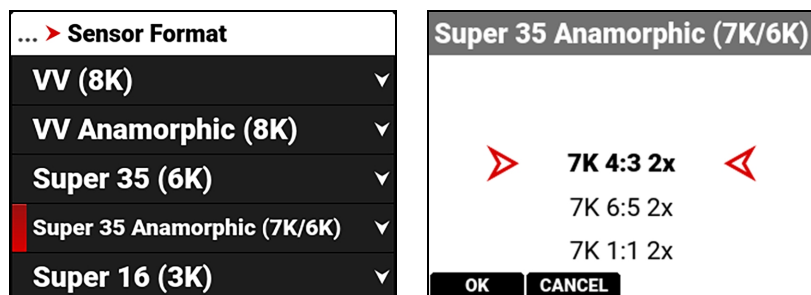 ... Sensor Format
VV (8K)
VV Anamorphic (8K)
Super 35 (6K)
Super 35 Anamorphic (7K/6K)
Super 16 (3K)
Super 35 Anamorphic (7K/6K)
7K 4:3 2x
7K 6:5 2x
7K 1:1 2x
OK CANCEL